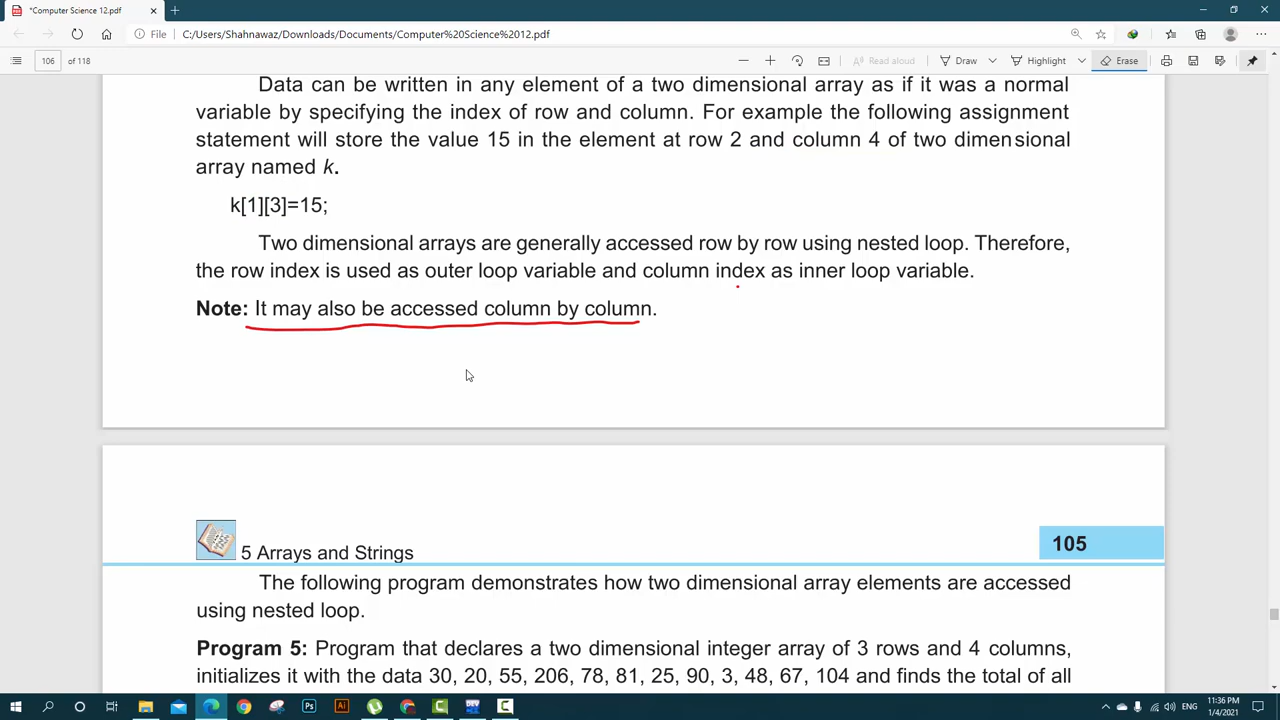 *Computer Science 12.pdf
File C:/Users/Shahnawaz/Downloads/Documents/Computer%20Science%2012.pdf
106 of 118
Read aloud Draw Highlight Erase
Data can be written in any element of a two dimensional array as if it was a normal
variable by specifying the index of row and column. For example the following assignment
statement will store the value 15 in the element at row 2 and column 4 of two dimensional
array named k.
k[1][3]=15;
Two dimensional arrays are generally accessed row by row using nested loop. Therefore,
the row index is used as outer loop variable and column index as inner loop variable.
Note: It may also be accessed column by column.
5 Arrays and Strings
105
The following program demonstrates how two dimensional array elements are accessed
using nested loop.
Program 5: Program that declares a two dimensional integer array of 3 rows and 4 columns,
initializes it with the data 30, 20, 55, 206, 78, 81, 25, 90, 3, 48, 67, 104 and finds the total of all
Ps
Ai
ENG
11:36 PM
1/4/2021